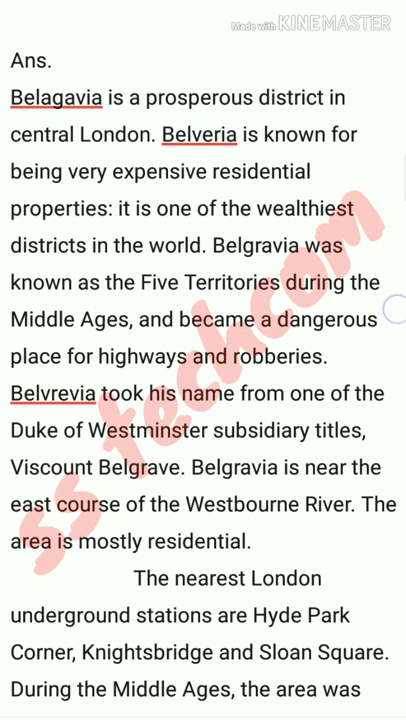 Made with KINEMASTER
Ans.
Belagavia is a prosperous district in
central London. Belveria is known for
being very expensive residential
properties: it is one of the wealthiest
districts in the world. Belgravia was
known as the Five Territories during the
Middle Ages, and became a dangerous
place for highways and robberies.
Belvrevia took his name from one of the
Duke of Westminster subsidiary titles,
Viscount Belgrave. Belgravia is near the
east course of the Westbourne River. The
area is mostly residential.
The nearest London
underground stations are Hyde Park
Corner, Knightsbridge and Sloan Square.
During the Middle Ages, the area was
ss techcom